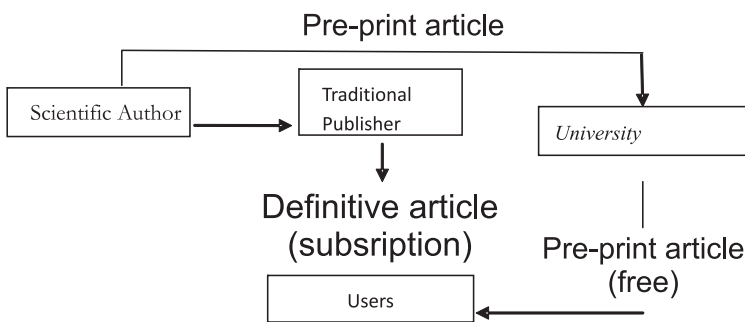 Pre-print article
Scientific Author
Traditional
Publisher
University
Definitive article
(subsription)
Pre-print article
(free)
Users